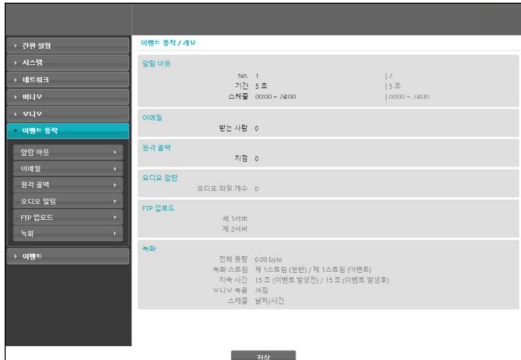 이벤트 동작 / 개요
간편 설정
시스템
네트워크
비디오
오디오
이벤트 동작
알람 아웃
이메일
원격 콜백
오디오 알람
FTP 업로드
녹화
이벤트
알람 아웃
No. 1 | 2
기간 5 초 | 5 초
스케줄 00:00 ~ 24:00 | 00:00 ~ 24:00
이메일
받는 사람 0
원격 콜백
지점 0
오디오 알람
오디오 파일 개수 0
FTP 업로드
제 1서버
제 2서버
녹화
전체 용량 0.00 byte
녹화 스트림 제 1스트림 (일반) / 제 1스트림 (이벤트)
지속 시간 15 초 (이벤트 발생전) / 15 초 (이벤트 발생후)
오디오 녹음
스케줄 날짜/시간
저장